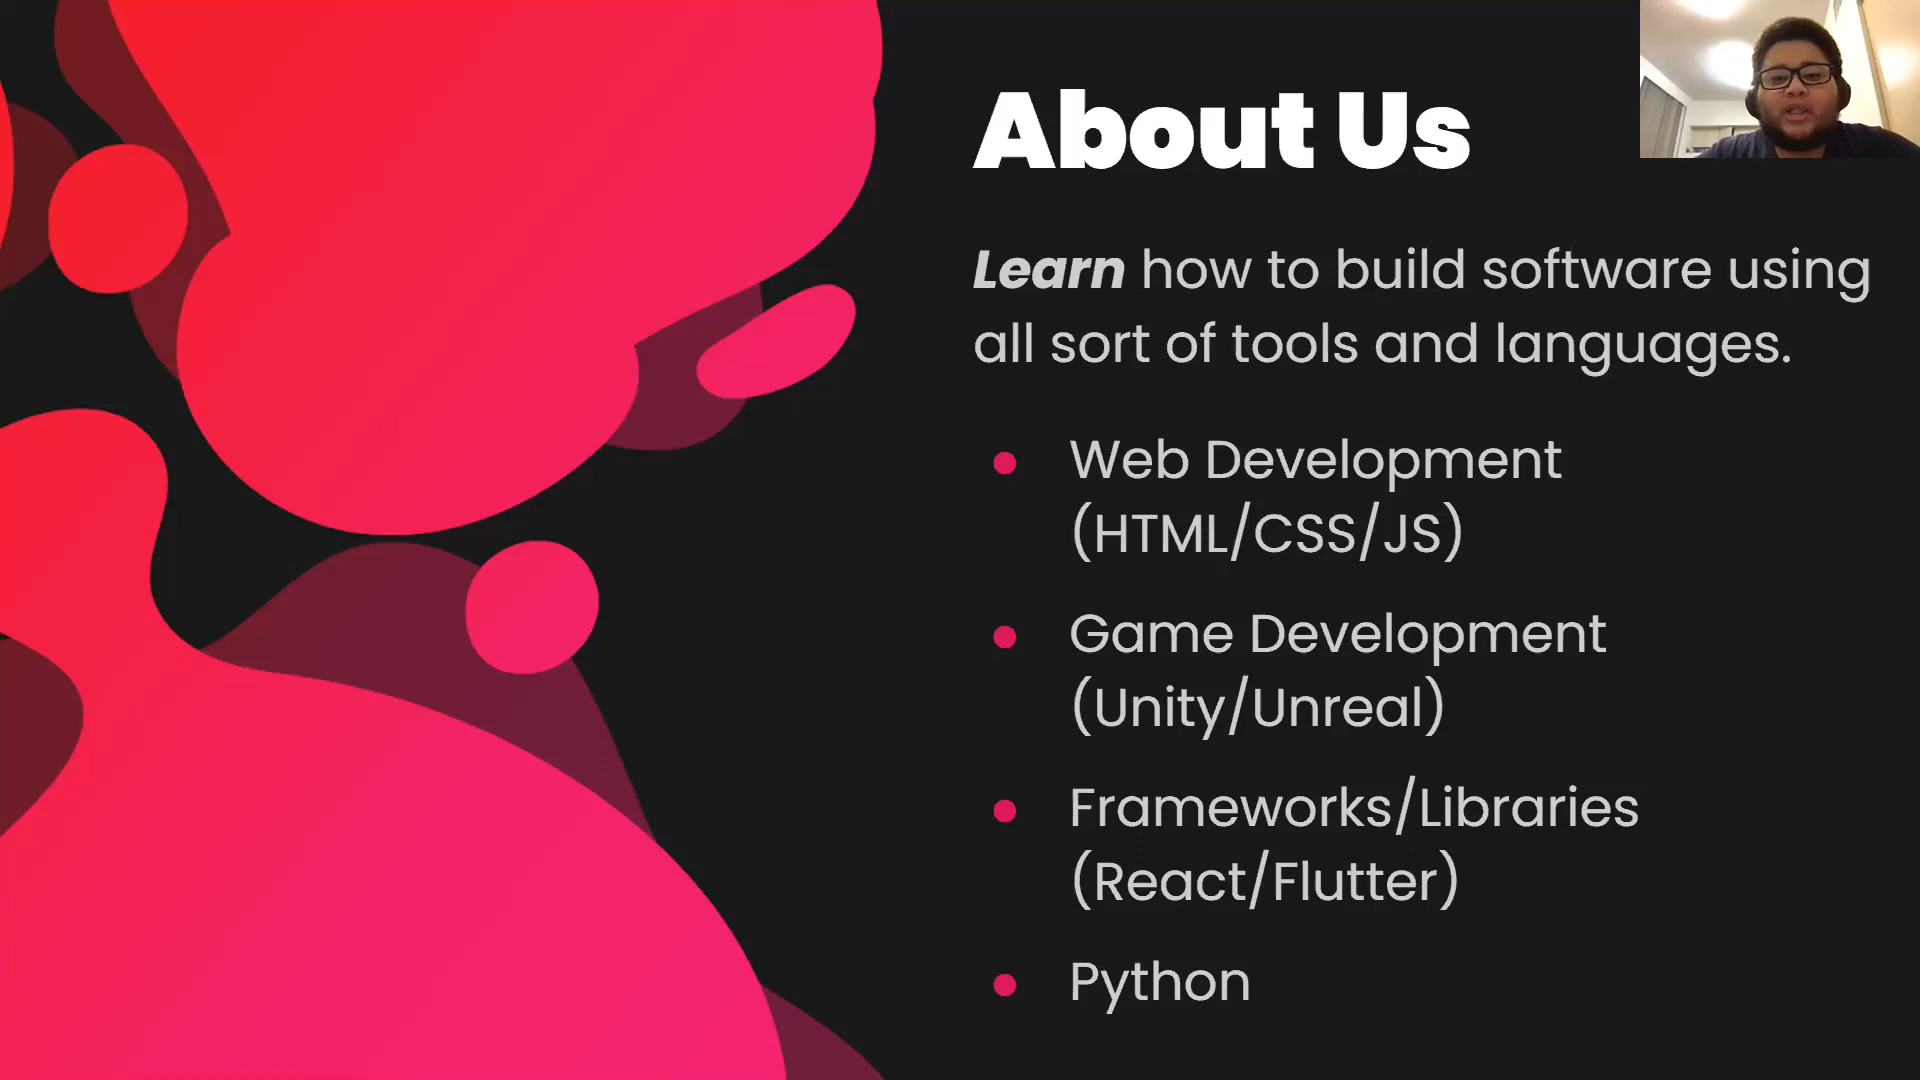 About Us
Learn how to build software using
all sort of tools and languages.
Web Development
(HTML/CSS/JS)
Game Development
(Unity/Unreal)
Frameworks/Libraries
(React/Flutter)
Python